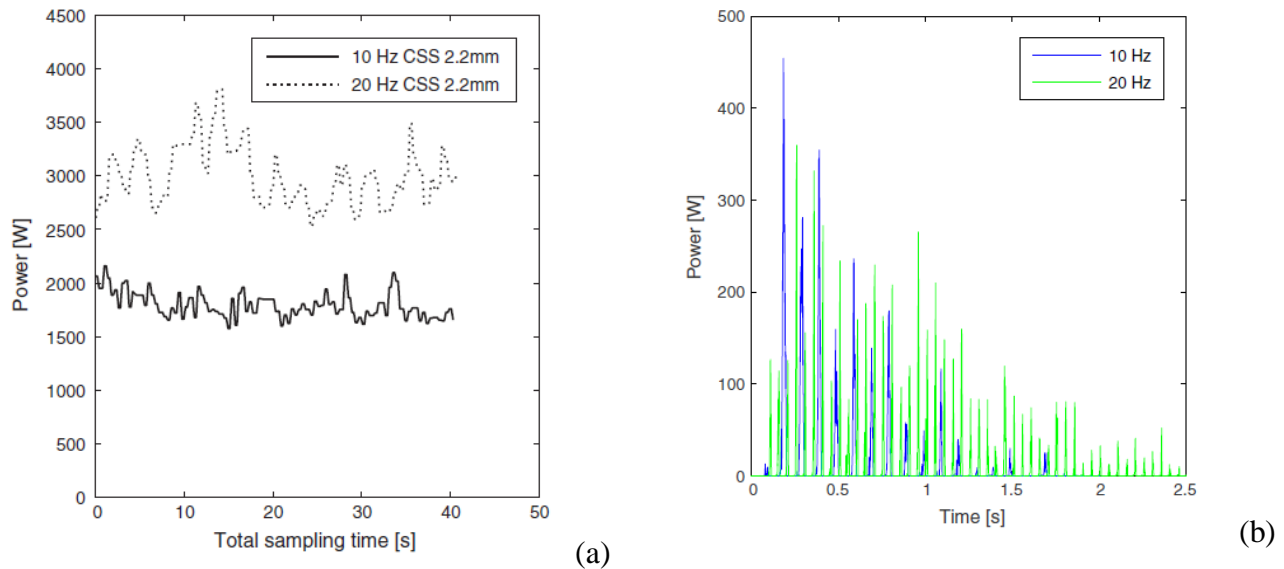 4500
4000
3500
3000
2500
2000
1500
1000
500
0
Power [W]
10 Hz CSS 2.2mm
20 Hz CSS 2.2mm
0 10 20 30 40 50
Total sampling time [s]
(a)
500
400
300
200
100
0
Power [W]
10 Hz
20 Hz
0 0.5 1 1.5 2 2.5
Time [s]
(b)